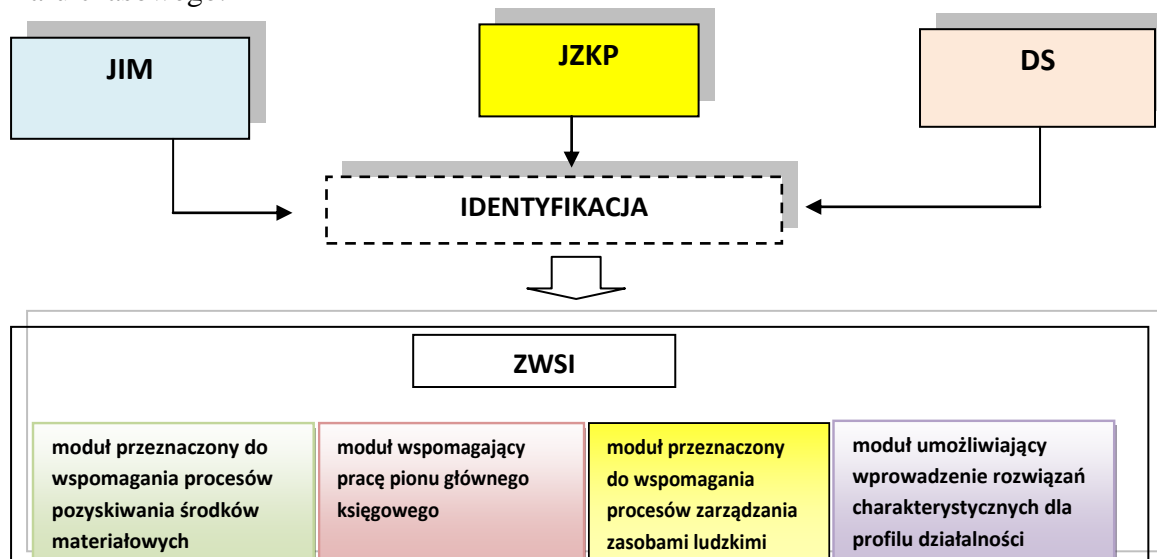 JIM
JZKP
DS
IDENTYFIKACJA
ZWSI
moduł przeznaczony do
wspomagania procesów
pozyskiwania środków
materiałowych
moduł wspomagający
pracę pionu głównego
księgowego
moduł przeznaczony
do wspomagania
procesów zarządzania
zasobami ludzkimi
moduł umożliwiający
wprowadzenie rozwiązań
charakterystycznych dla
profilu działalności